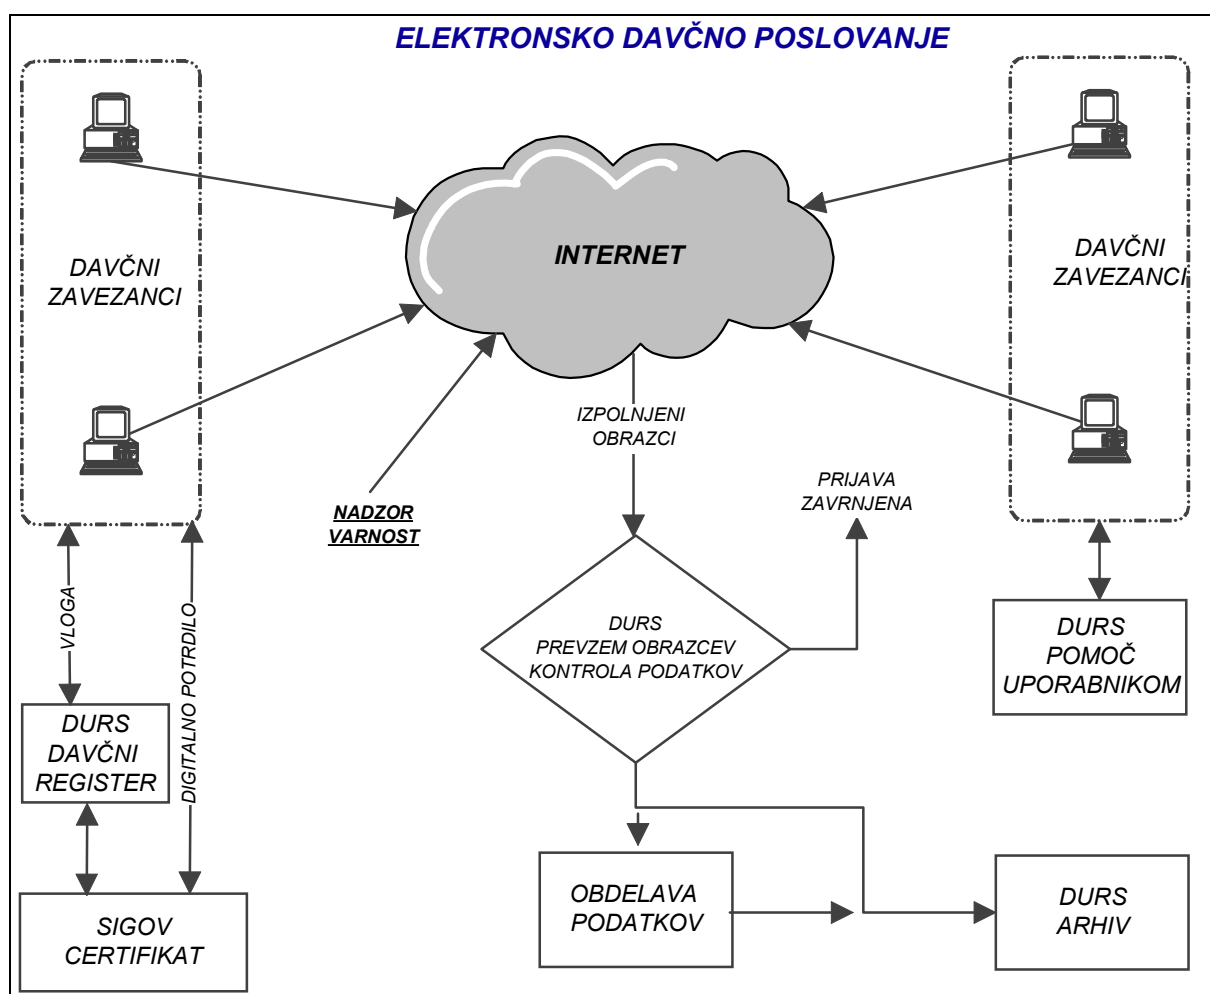 ELEKTRONSKO DAVČNO POSLOVANJE
DAVČNI
ZAVEZANCI
INTERNET
DAVČNI
ZAVEZANCI
IZPOLNJENI
OBRAZCI
PRIJAVA
ZAVRNJENA
NADZOR
VARNOST
VLOGA
DIGITALNO POTRDILO
DURS
PREVZEM OBRAZCEV
KONTROLA PODATKOV
DURS
POMOČ
UPORABNIKOM
DURS
DAVČNI
REGISTER
OBDELAVA
PODATKOV
DURS
ARHIV
SIGOV
CERTIFIKAT